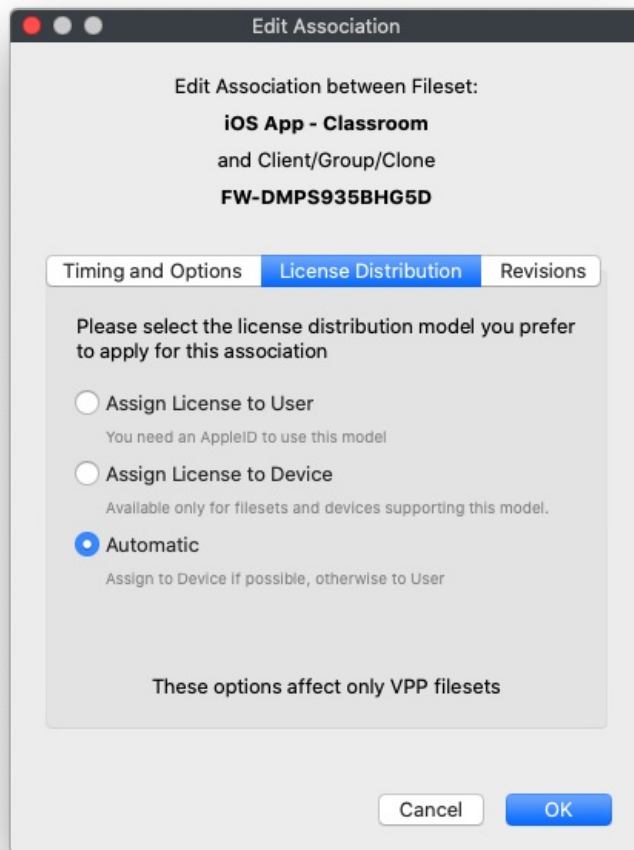 Edit Association
Edit Association between Fileset:
iOS App - Classroom
and Client/Group/Clone
FW-DMPS935BHG5D
Timing and Options
License Distribution
Revisions
Please select the license distribution model you prefer
to apply for this association
Assign License to User
You need an AppleID to use this model
Assign License to Device
Available only for filesets and devices supporting this model.
Automatic
Assign to Device if possible, otherwise to User
These options affect only VPP filesets
Cancel
OK